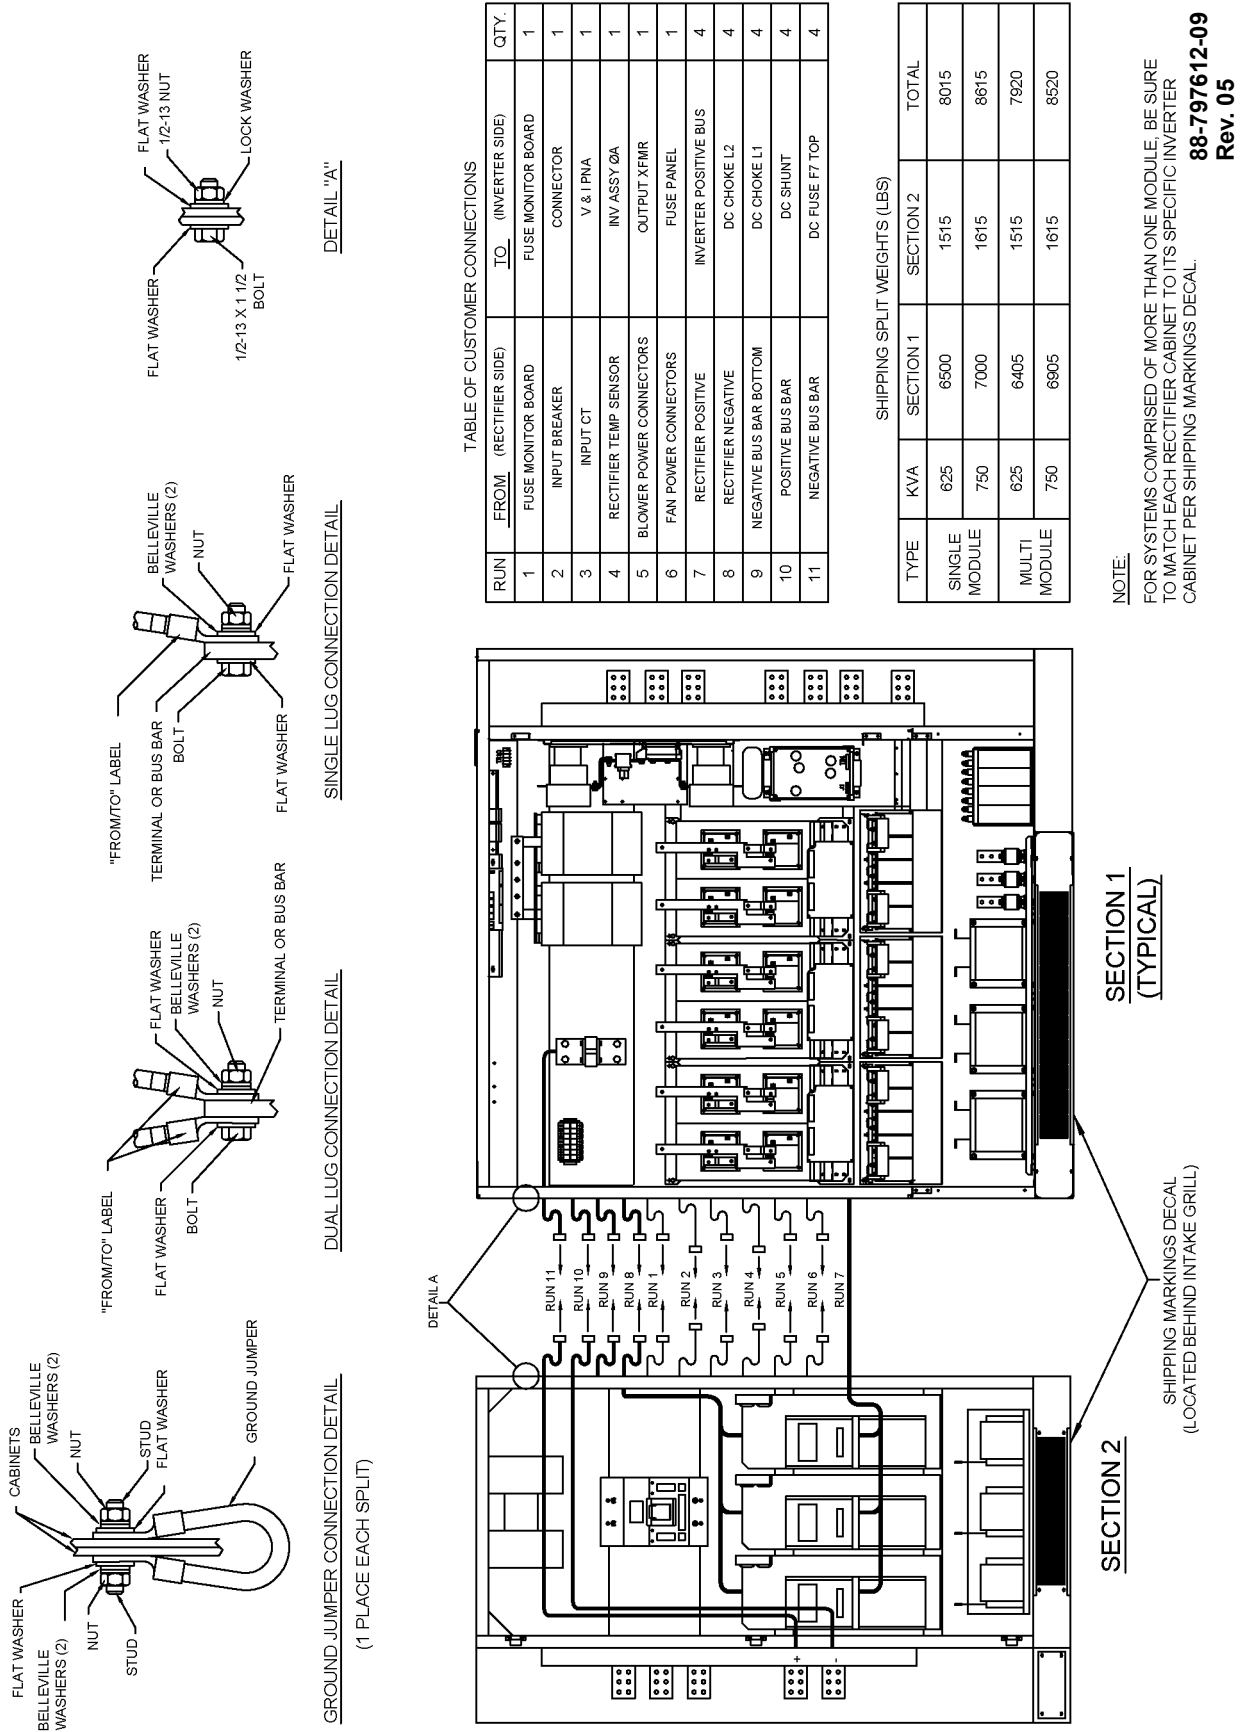 FLAT WASHER
BELLEVILLE
WASHERS (2)
NUT
STUD
CABINETS
BELLEVILLE
WASHERS (2)
NUT
STUD
FLAT WASHER
GROUND JUMPER
GROUND JUMPER CONNECTION DETAIL
(1 PLACE EACH SPLIT)
"FROM/TO" LABEL
FLAT WASHER
BOLT
FLAT WASHER
BELLEVILLE
WASHERS (2)
NUT
TERMINAL OR BUS BAR
DUAL LUG CONNECTION DETAIL
"FROM/TO" LABEL
TERMINAL OR BUS BAR
BOLT
FLAT WASHER
BELLEVILLE
WASHERS (2)
NUT
FLAT WASHER
SINGLE LUG CONNECTION DETAIL
FLAT WASHER
1/2-13 X 1 1/2
BOLT
FLAT WASHER
1/2-13 NUT
LOCK WASHER
DETAIL "A"
DETAIL A
RUN 11
RUN 10
RUN 9
RUN 8
RUN 1
RUN 2
RUN 3
RUN 4
RUN 5
RUN 6
RUN 7
+
-
SECTION 2
SECTION 1
(TYPICAL)
SHIPPING MARKINGS DECAL
(LOCATED BEHIND INTAKE GRILL)
TABLE OF CUSTOMER CONNECTIONS
RUN FROM (RECTIFIER SIDE) TO (INVERTER SIDE) QTY.
1 FUSE MONITOR BOARD FUSE MONITOR BOARD 1
2 INPUT BREAKER CONNECTOR 1
3 INPUT CT V & I PNA 1
4 RECTIFIER TEMP SENSOR INV ASSY ØA 1
5 BLOWER POWER CONNECTORS OUTPUT XFMR 1
6 FAN POWER CONNECTORS FUSE PANEL 1
7 RECTIFIER POSITIVE INVERTER POSITIVE BUS 4
8 RECTIFIER NEGATIVE DC CHOKE L2 4
9 NEGATIVE BUS BAR BOTTOM DC CHOKE L1 4
10 POSITIVE BUS BAR DC SHUNT 4
11 NEGATIVE BUS BAR DC FUSE F7 TOP 4
SHIPPING SPLIT WEIGHTS (LBS)
TYPE KVA SECTION 1 SECTION 2 TOTAL
SINGLE
MODULE
625 6500 1515 8015
750 7000 1615 8615
MULTI
MODULE
625 6405 1515 7920
750 6905 1615 8520
NOTE:
FOR SYSTEMS COMPRISED OF MORE THAN ONE MODULE, BE SURE
TO MATCH EACH RECTIFIER CABINET TO ITS SPECIFIC INVERTER
CABINET PER SHIPPING MARKINGS DECAL.
88-797612-09
Rev. 05